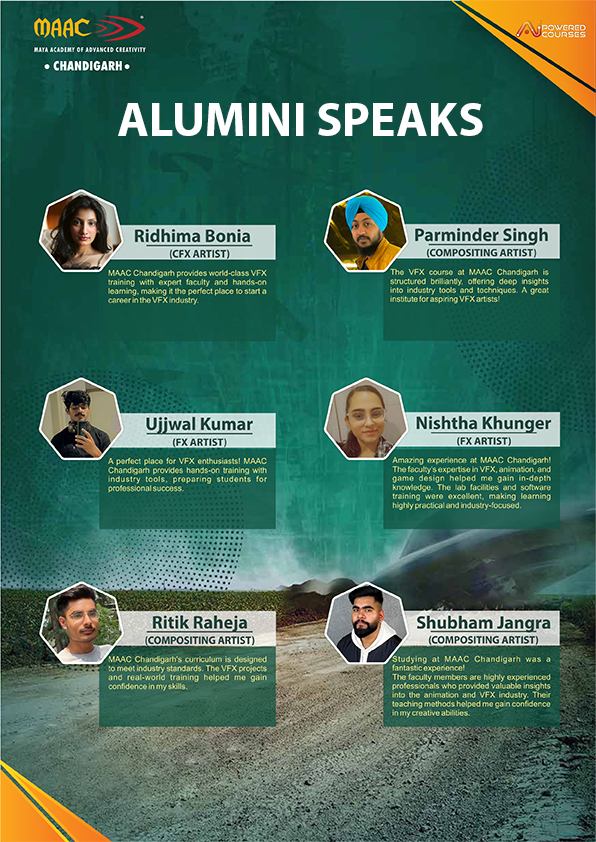 MAAC
MAYA ACADEMY OF ADVANCED CREATIVITY
• CHANDIGARH •
AI POWERED
COURSES
ALUMINI SPEAKS
Ridhima Bonia
(CFX ARTIST)
MAAC Chandigarh provides world-class VFX
training with expert faculty and hands-on
learning, making it the perfect place to start a
career in the VFX industry.
Parminder Singh
(COMPOSITING ARTIST)
The VFX course at MAAC Chandigarh is
structured brilliantly, offering deep insights
into industry tools and techniques. A great
institute for aspiring VFX artists!
Ujjwal Kumar
(FX ARTIST)
A perfect place for VFX enthusiasts! MAAC
Chandigarh provides hands-on training with
industry tools, preparing students for
professional success.
Nishtha Khunger
(FX ARTIST)
Amazing experience at MAAC Chandigarh!
The faculty's expertise in VFX, animation, and
game design helped me gain in-depth
knowledge. The lab facilities and software
training were excellent, making learning
highly practical and industry-focused.
Ritik Raheja
(COMPOSITING ARTIST)
MAAC Chandigarh's curriculum is designed
to meet industry standards. The VFX projects
and real-world training helped me gain
confidence in my skills.
Shubham Jangra
(COMPOSITING ARTIST)
Studying at MAAC Chandigarh was a
fantastic experience!
The faculty members are highly experienced
professionals who provided valuable insights
into the animation and VFX industry. Their
teaching methods helped me gain confidence
in my creative abilities.